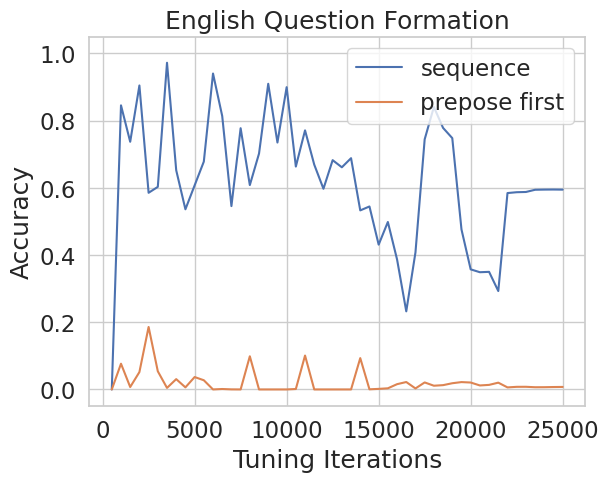 English Question Formation
sequence
prepose first
Accuracy
1.0
0.8
0.6
0.4
0.2
0.0
0
5000
10000
15000
20000
25000
Tuning Iterations